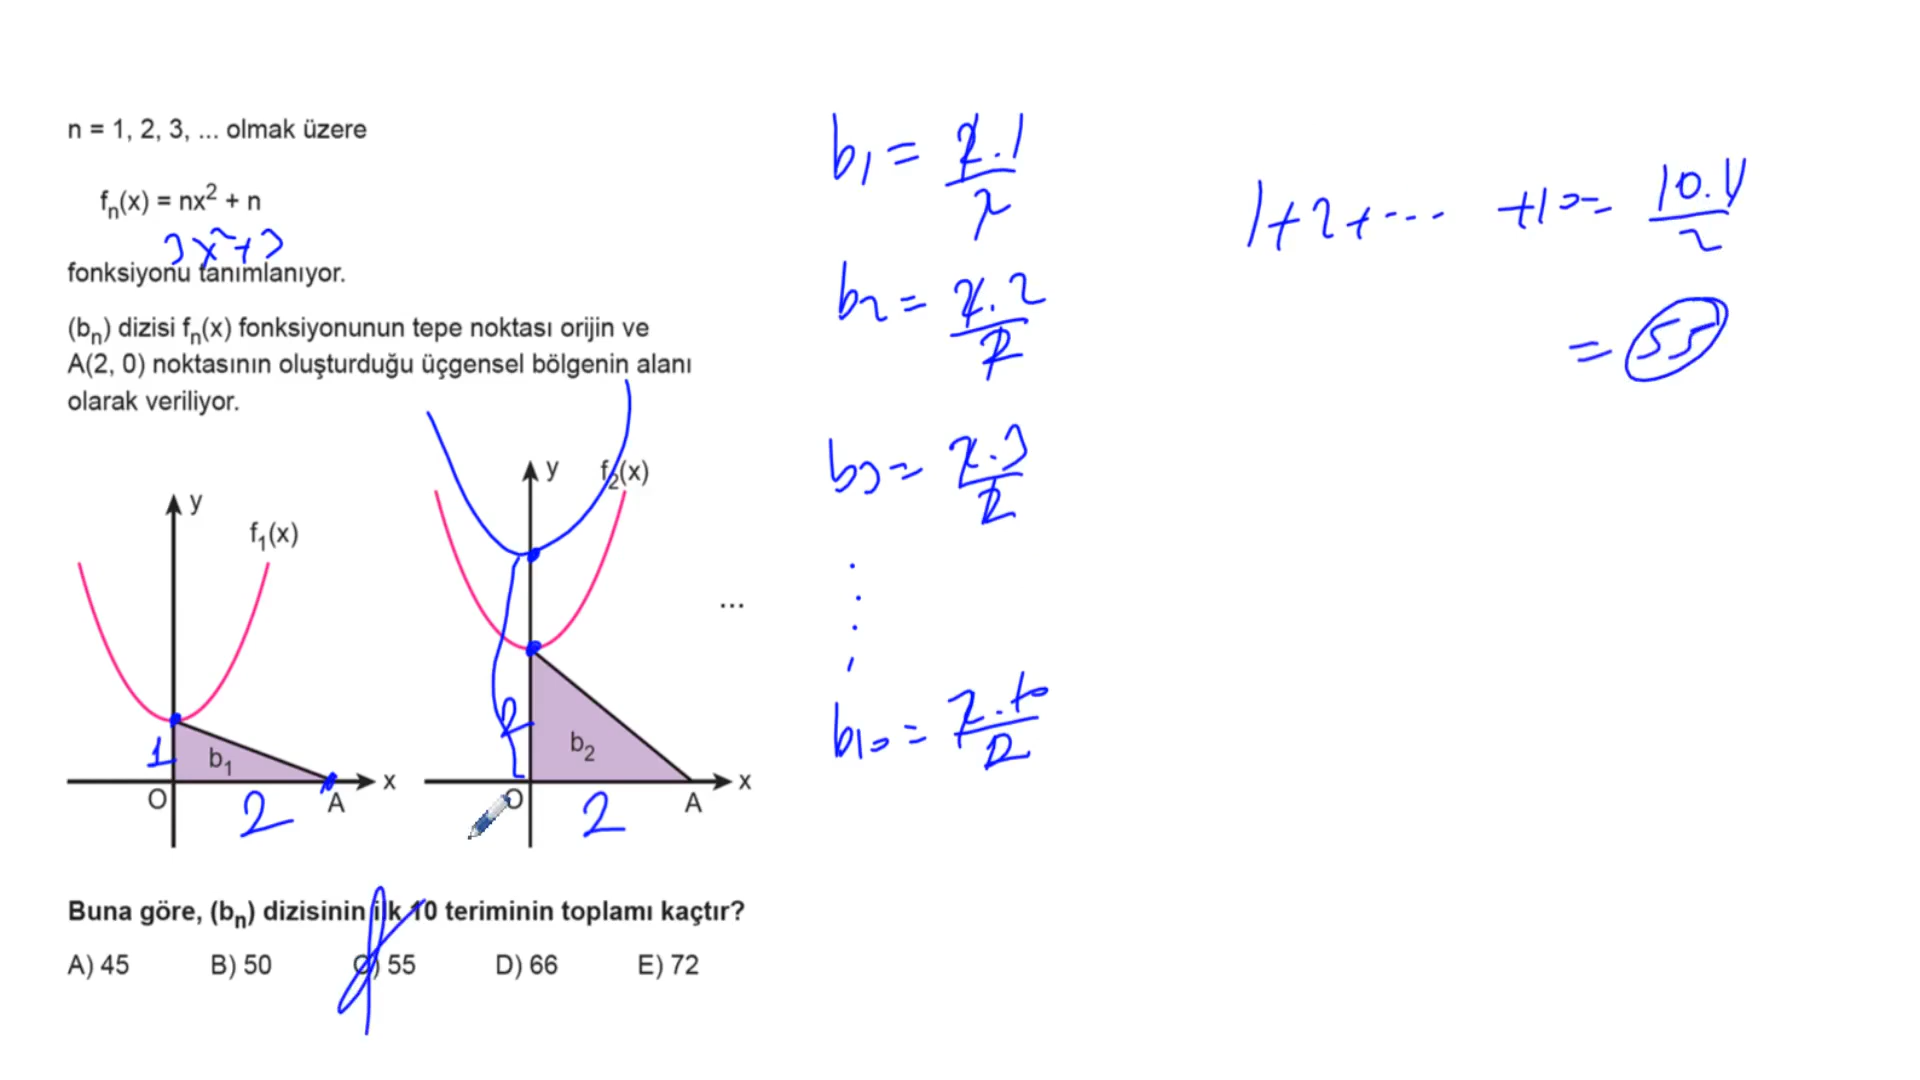 n = 1, 2, 3, ... olmak üzere
fn(x) = nx² + n
3x²+3
fonksiyonu tanımlanıyor.
(bn) dizisi fn(x) fonksiyonunun tepe noktası orijin ve
A(2, 0) noktasının oluşturduğu üçgensel bölgenin alanı
olarak veriliyor.
y
f1(x)
1
b1
O
2
A
x
y
f2(x)
2
b2
O
2
A
x
...
Buna göre, (bn) dizisinin ilk 10 teriminin toplamı kaçtır?
A) 45 B) 50 C) 55 D) 66 E) 72
b1 = 2.1/2
b2 = 2.2/2
b3 = 2.3/2
b10 = 2.10/2
1+2+... +10 = 10.11/2
= 55